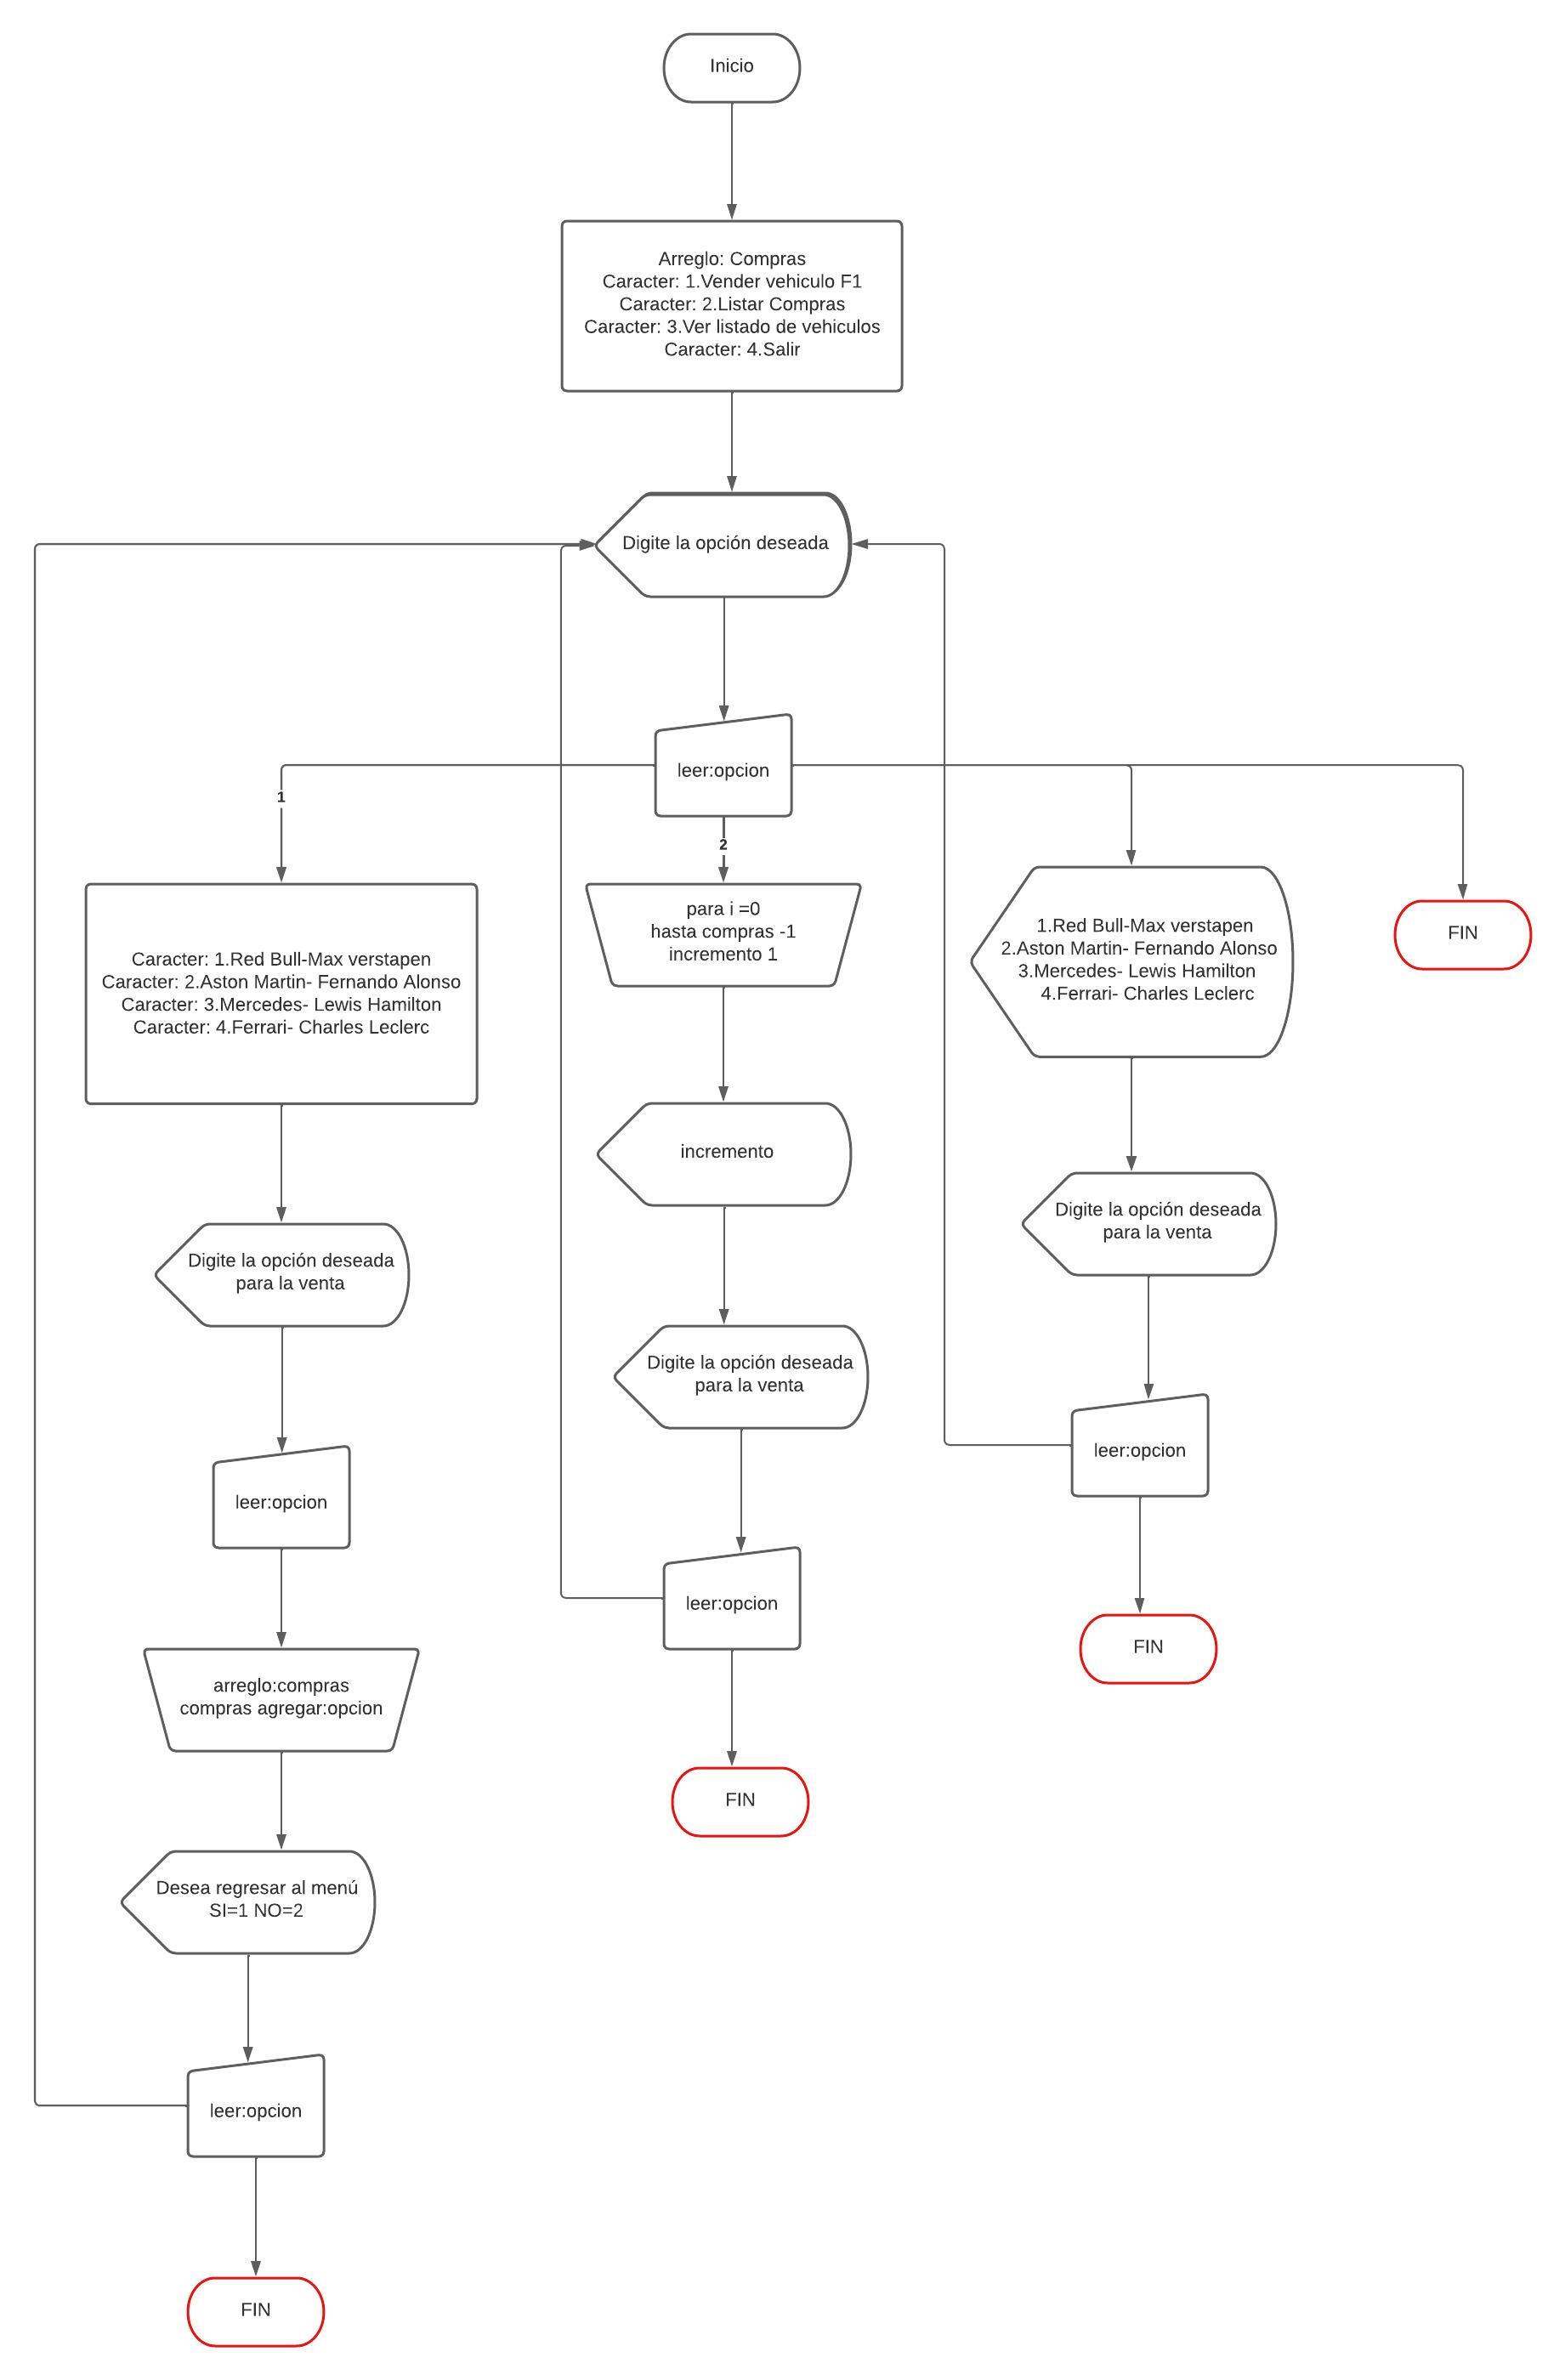 Inicio
Arreglo: Compras
Caracter: 1.Vender vehiculo F1
Caracter: 2.Listar Compras
Caracter: 3.Ver listado de vehiculos
Caracter: 4.Salir
Digite la opción deseada
leer:opcion
1
Caracter: 1.Red Bull-Max verstapen
Caracter: 2.Aston Martin- Fernando Alonso
Caracter: 3.Mercedes- Lewis Hamilton
Caracter: 4.Ferrari- Charles Leclerc
Digite la opción deseada
para la venta
leer:opcion
arreglo:compras
compras agregar:opcion
Desea regresar al menú
SI=1 NO=2
leer:opcion
FIN
2
para i =0
hasta compras -1
incremento 1
incremento
Digite la opción deseada
para la venta
leer:opcion
FIN
1.Red Bull-Max verstapen
2.Aston Martin- Fernando Alonso
3.Mercedes- Lewis Hamilton
4.Ferrari- Charles Leclerc
Digite la opción deseada
para la venta
leer:opcion
FIN
FIN